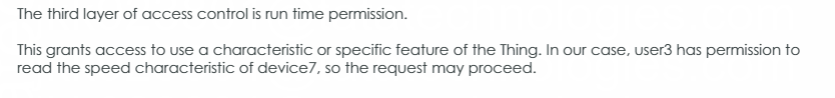 The third layer of access control is run time permission.
This grants access to use a characteristic or specific feature of the Thing. In our case, user3 has permission to
read the speed characteristic of device7, so the request may proceed.